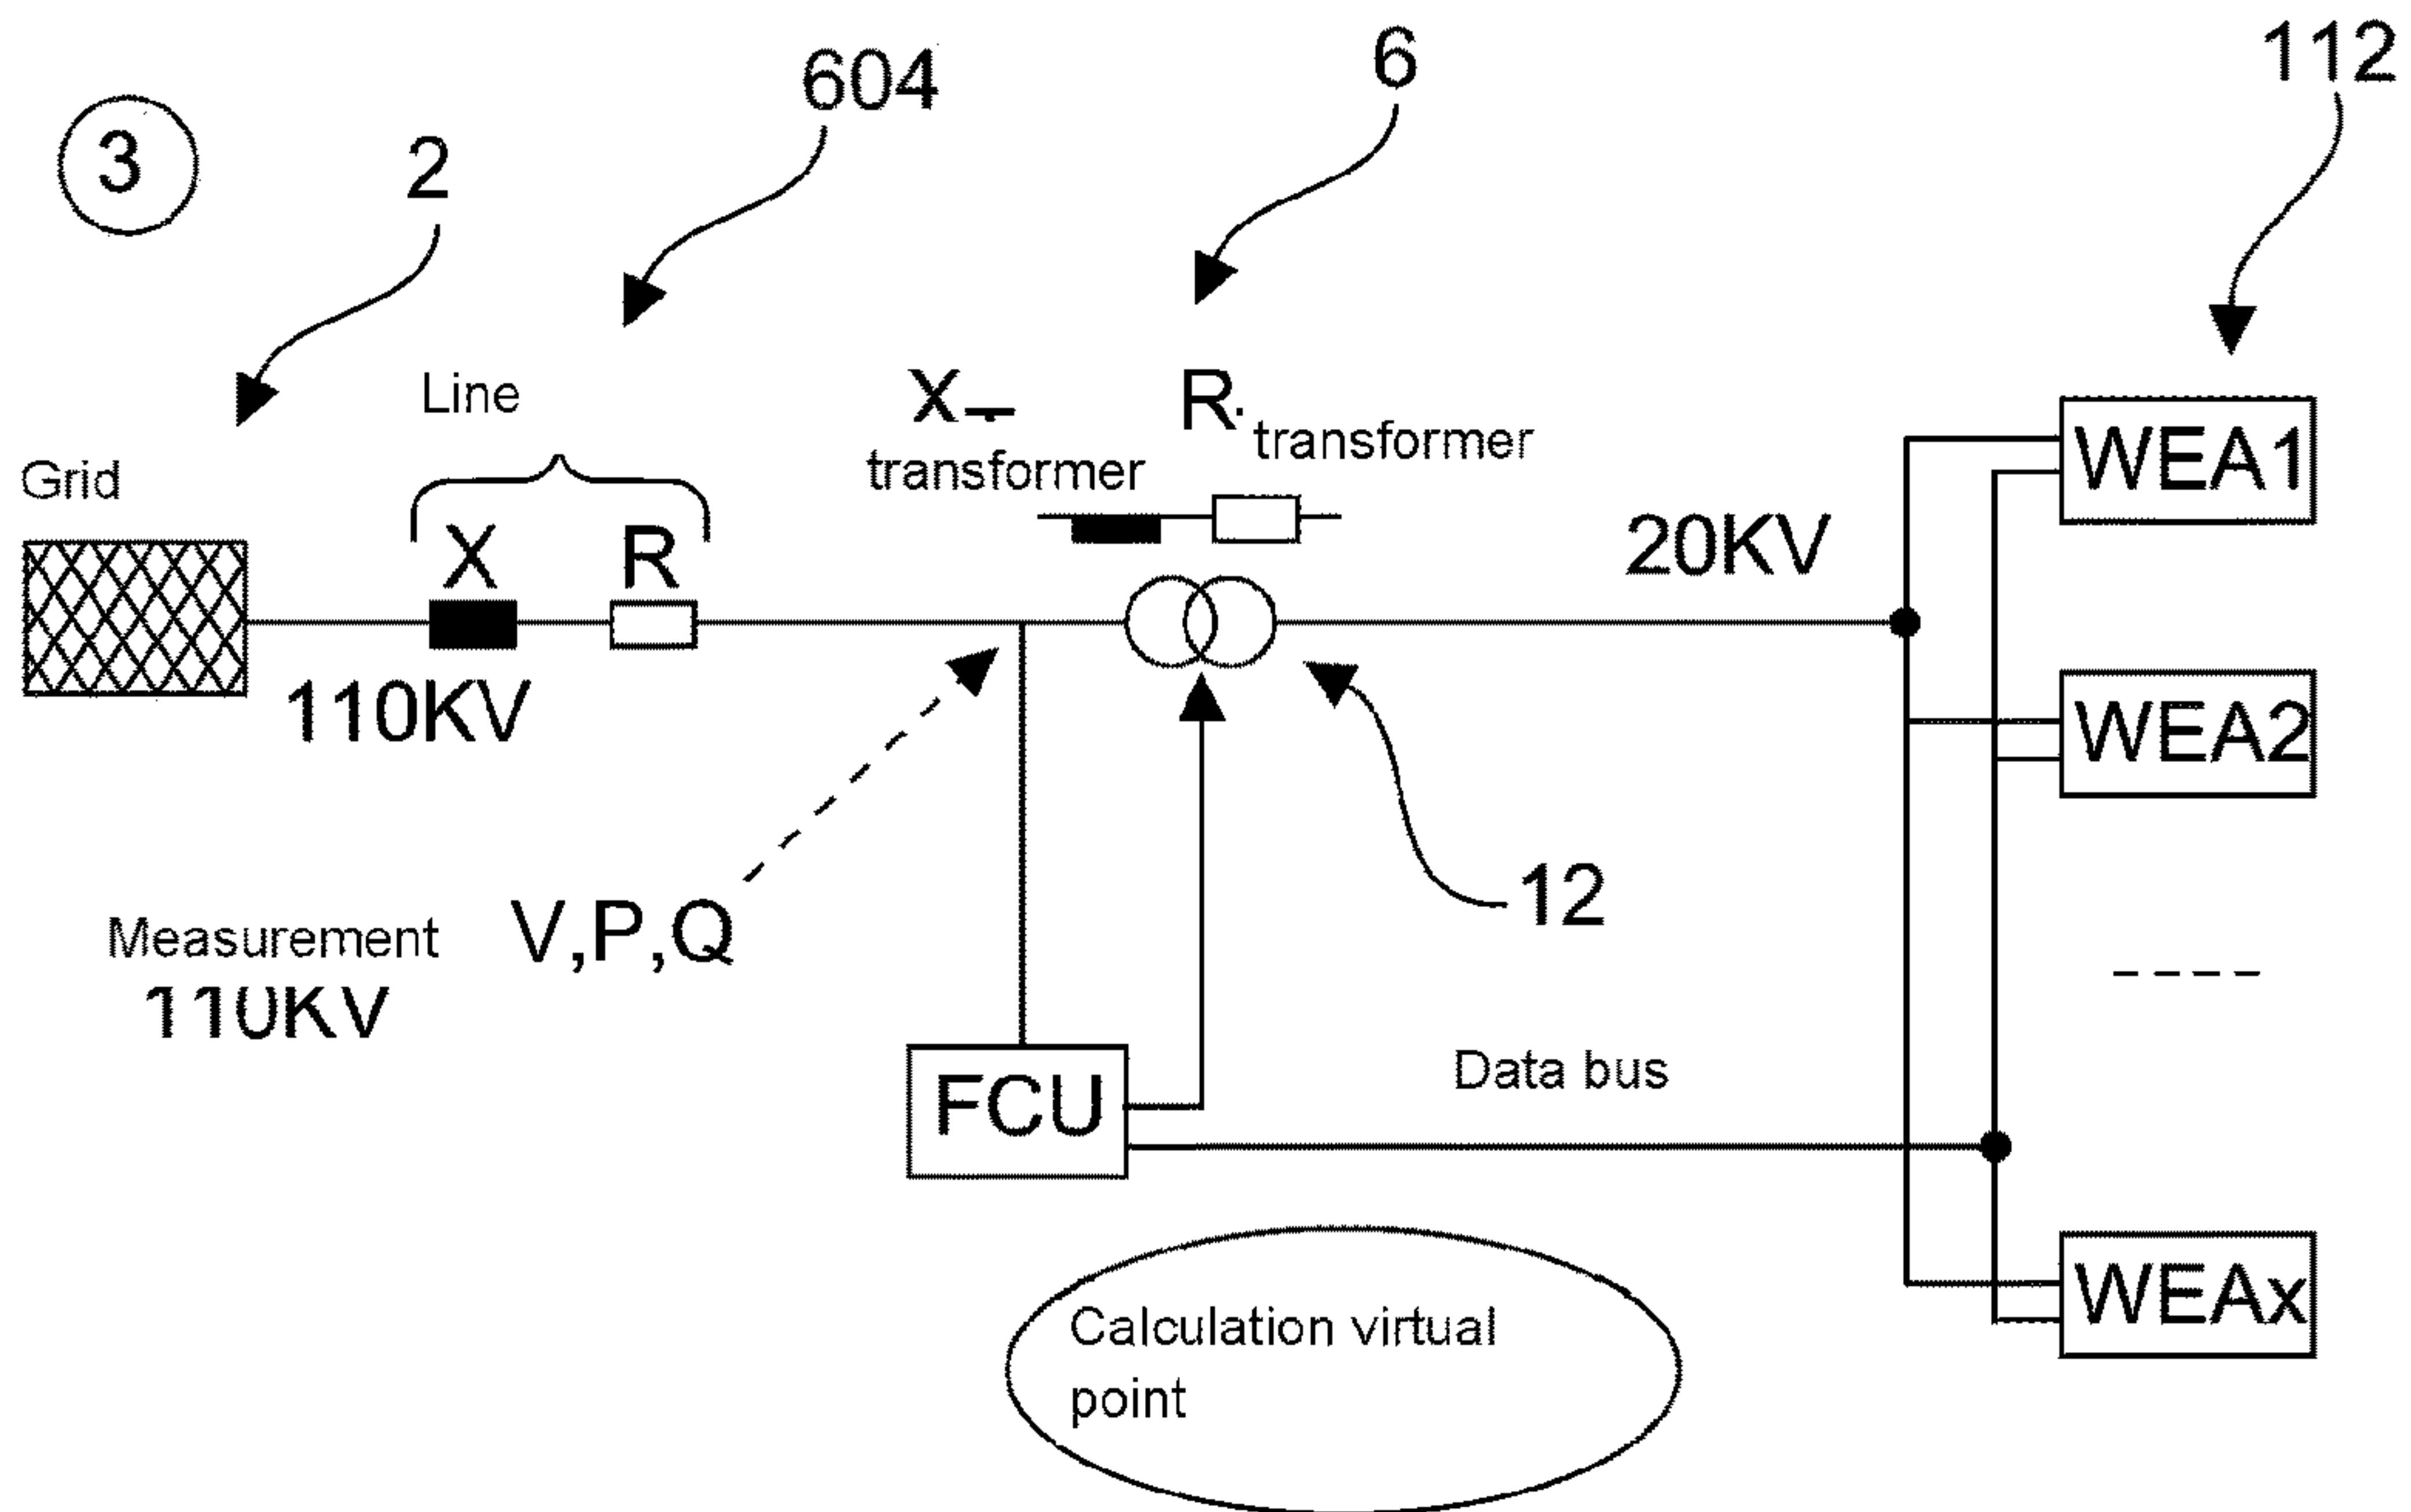 604
6
112
3
2
Line
X
transformer
R.
transformer
Grid
X
R
WEA1
20KV
110KV
WEA2
12
Measurement
110KV
V,P,Q
Data bus
FCU
WEAx
Calculation virtual
point